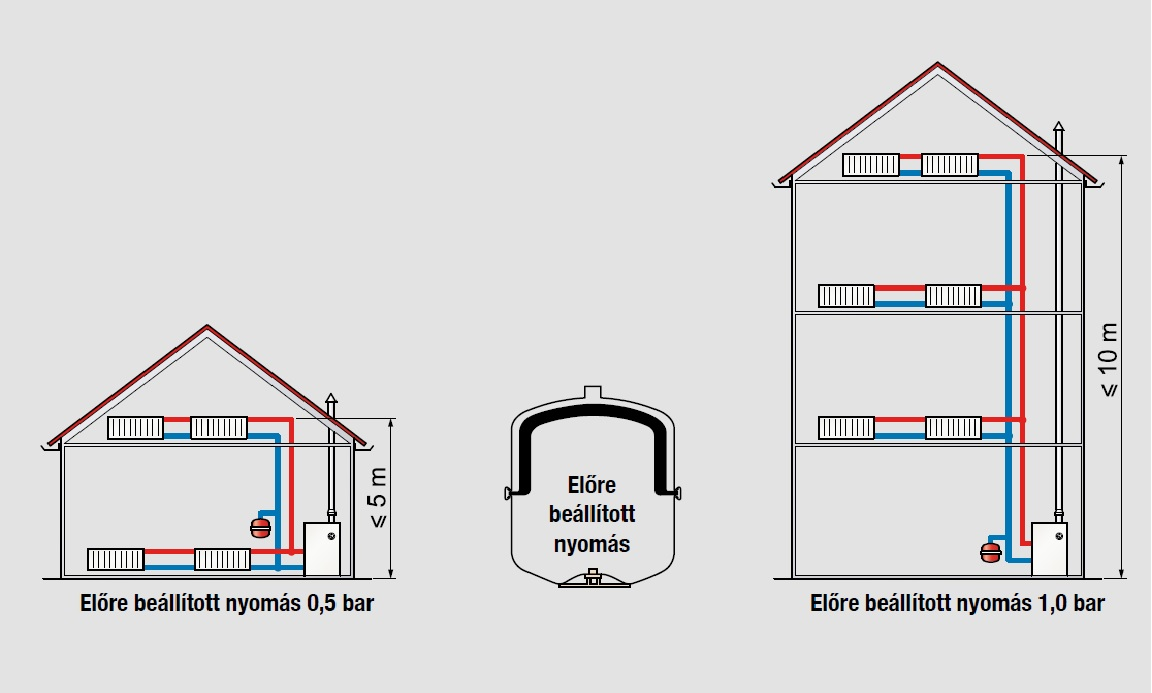 ≤ 5 m
Előre beállított nyomás 0,5 bar
Előre
beállított
nyomás
≤ 10 m
Előre beállított nyomás 1,0 bar